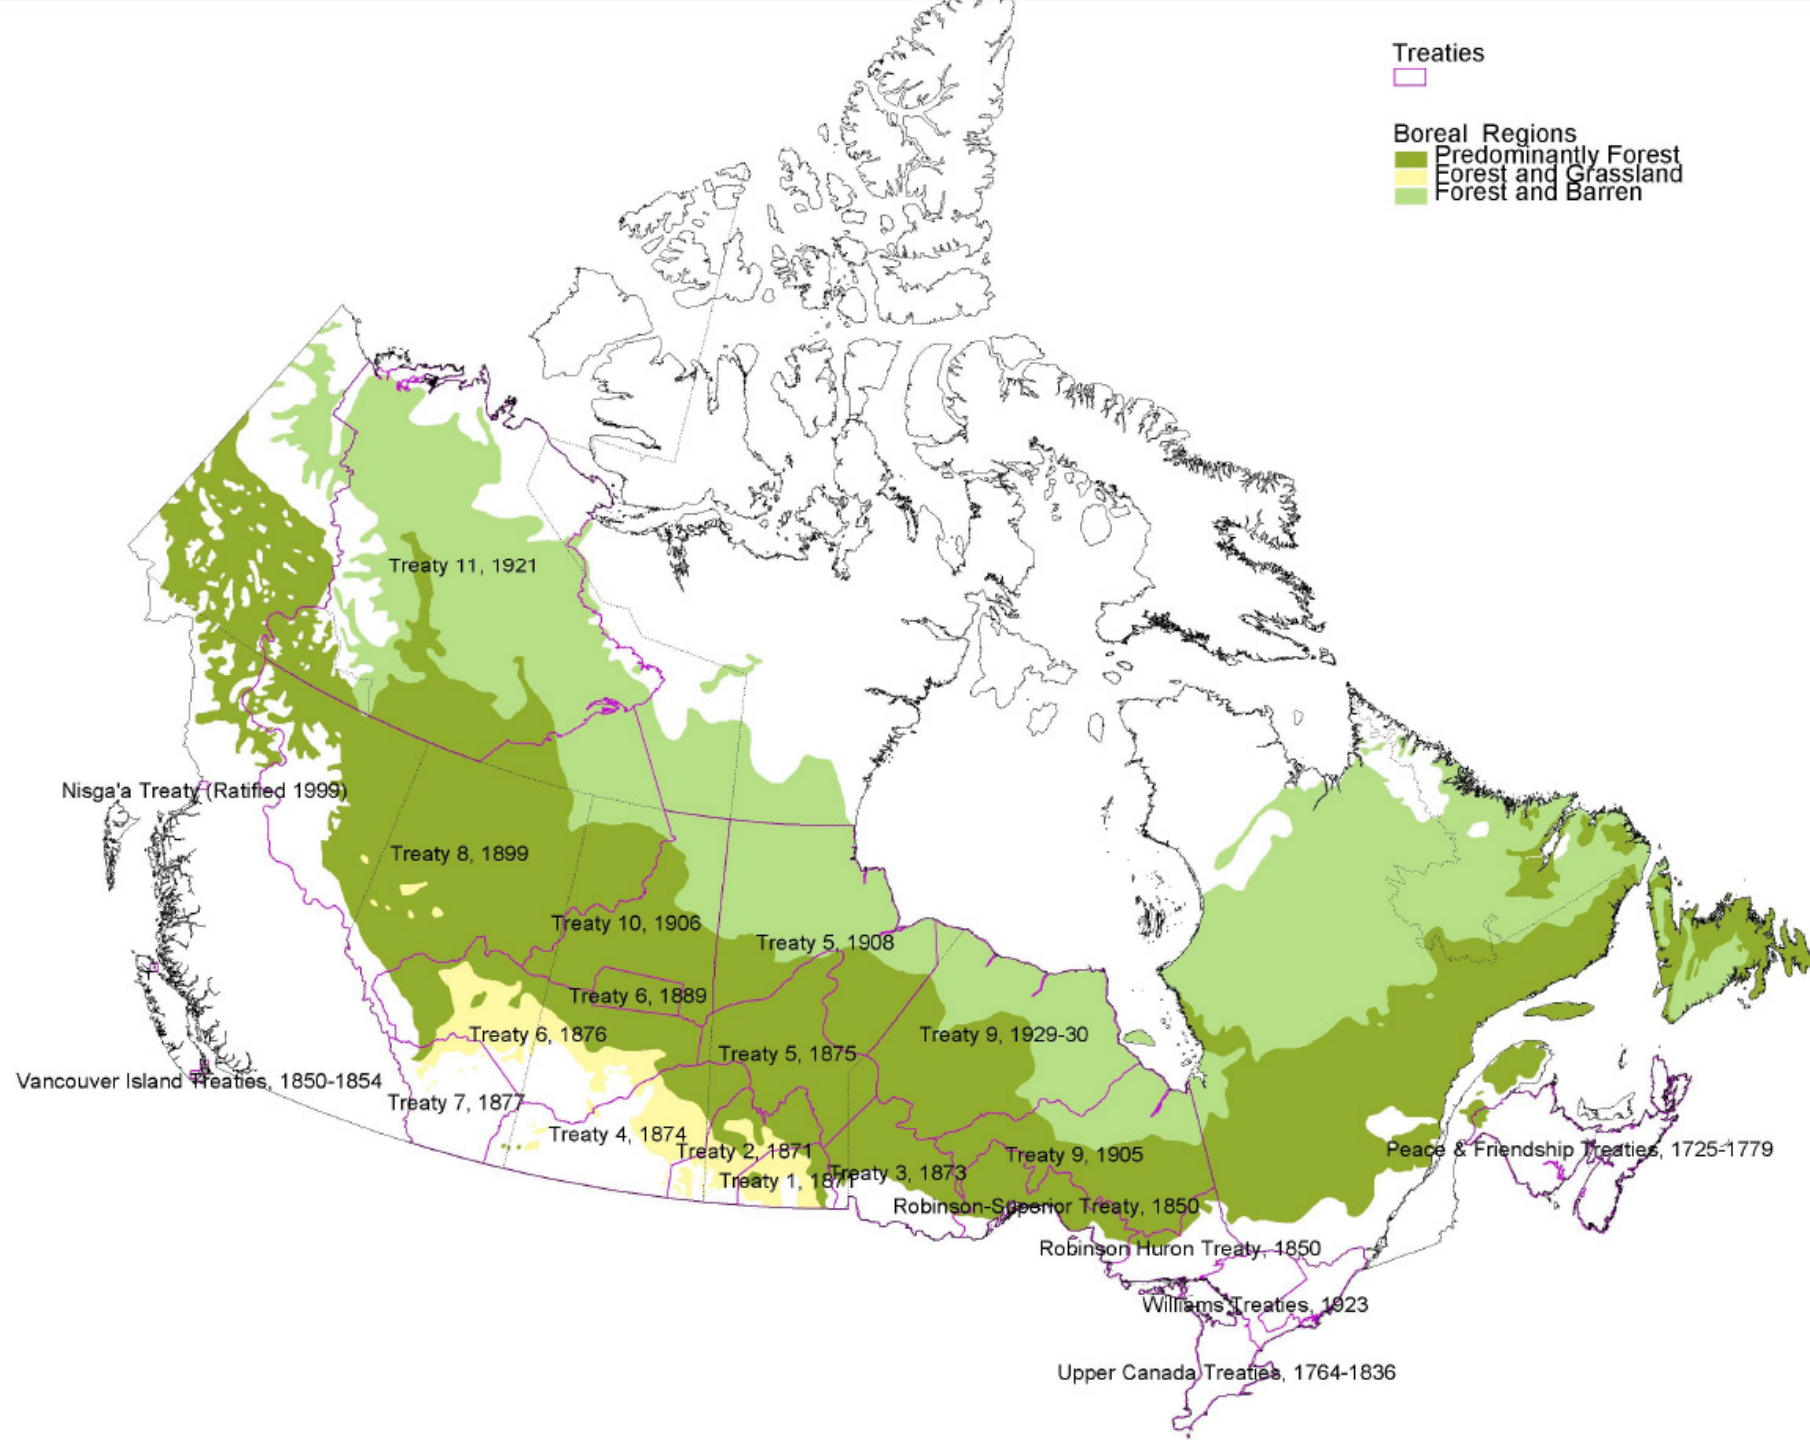 Treaties
Boreal Regions
Predominantly Forest
Forest and Grassland
Forest and Barren
Treaty 11, 1921
Nisga'a Treaty (Ratified 1999)
Treaty 8, 1899
Treaty 10, 1906
Treaty 5, 1908
Treaty 6, 1889
Treaty 6, 1876
Treaty 9, 1929-30
Treaty 5, 1875
Vancouver Island Treaties, 1850-1854
Treaty 7, 1877
Treaty 4, 1874
Treaty 2, 1871
Peace & Friendship Treaties, 1725-1779
Treaty 9, 1905
Treaty 3, 1873
Treaty 1, 1871
Robinson-Superior Treaty, 1850
Robinson Huron Treaty, 1850
Williams Treaties, 1923
Upper Canada Treaties, 1764-1836